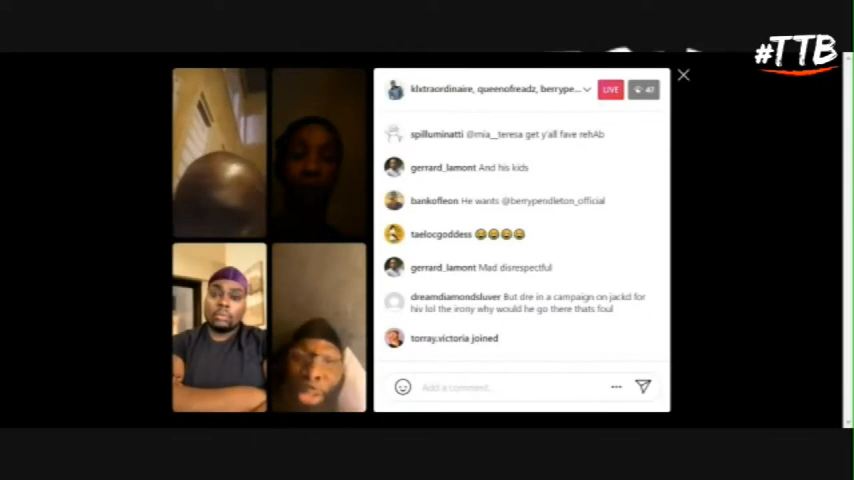 #TTB
klxtraordinaire, queenofreadz, berrype...
LIVE
47
spilluminatti @mia__teresa get y'all fave rehAb
gerrard_lamont And his kids
bankofleon He wants @berrypendleton_official
taelocgoddess 😂😂😂😂
gerrard_lamont Mad disrespectful
dreamdiamondsluver But dre in a campaign on jackd for
hiv lol the irony why would he go there thats foul
torray.victoria joined
Add a comment...